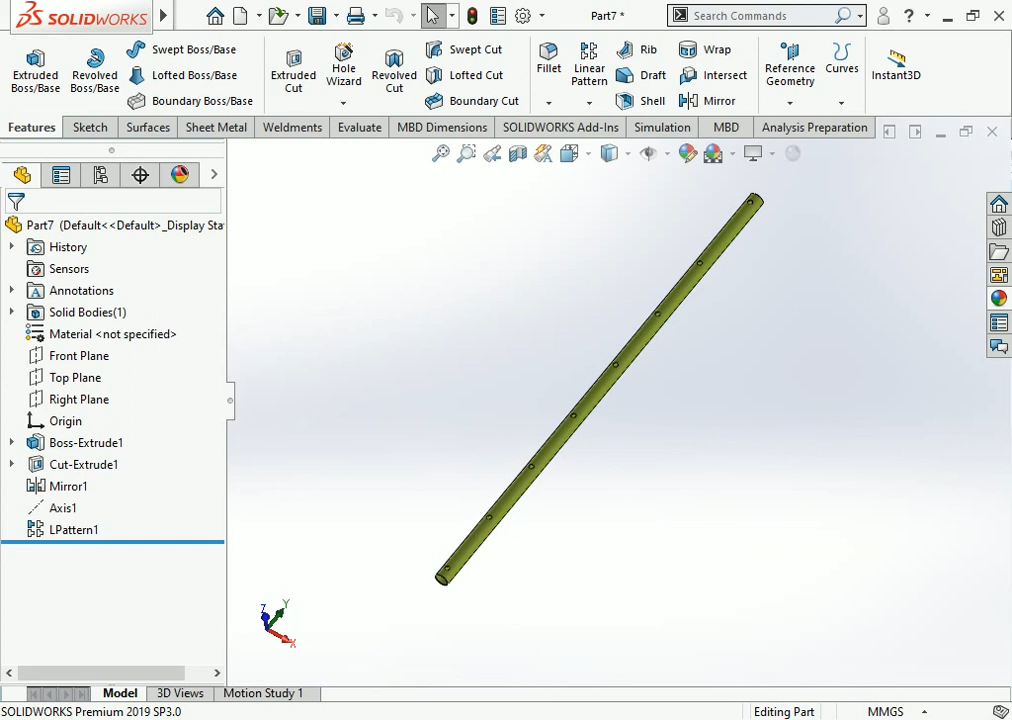 SOLIDWORKS
Part7 *
Search Commands
?
Extruded Boss/Base
Revolved Boss/Base
Swept Boss/Base
Lofted Boss/Base
Boundary Boss/Base
Extruded Cut
Hole Wizard
Revolved Cut
Swept Cut
Lofted Cut
Boundary Cut
Fillet
Linear Pattern
Rib
Draft
Shell
Wrap
Intersect
Mirror
Reference Geometry
Curves
Instant3D
Features
Sketch
Surfaces
Sheet Metal
Weldments
Evaluate
MBD Dimensions
SOLIDWORKS Add-Ins
Simulation
MBD
Analysis Preparation
Part7 (Default<<Default>_Display Sta
History
Sensors
Annotations
Solid Bodies(1)
Material <not specified>
Front Plane
Top Plane
Right Plane
Origin
Boss-Extrude1
Cut-Extrude1
Mirror1
Axis1
LPattern1
Z
Y
X
Model
3D Views
Motion Study 1
SOLIDWORKS Premium 2019 SP3.0
Editing Part
MMGS